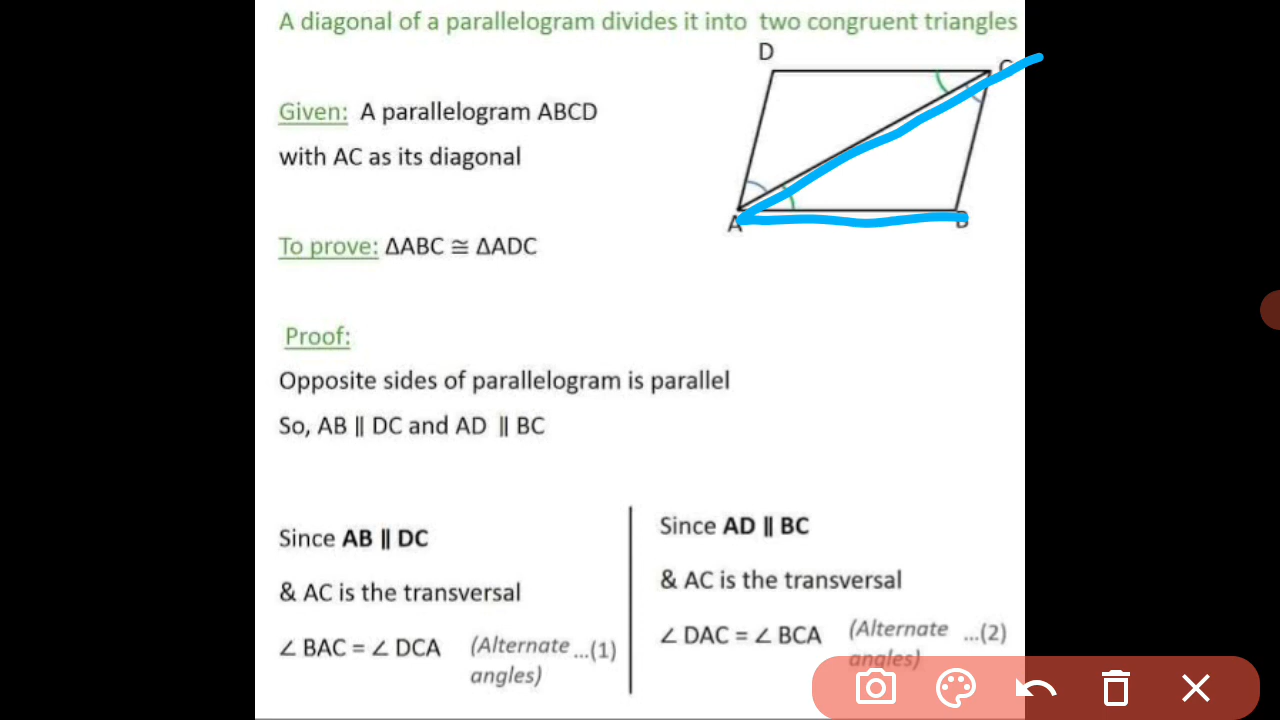 A diagonal of a parallelogram divides it into two congruent triangles
D
C
Given: A parallelogram ABCD
with AC as its diagonal
A
B
To prove: ΔABC ≅ ΔADC
Proof:
Opposite sides of parallelogram is parallel
So, AB || DC and AD || BC
Since AB || DC
& AC is the transversal
∠ BAC = ∠ DCA (Alternate angles) ...(1)
Since AD || BC
& AC is the transversal
∠ DAC = ∠ BCA (Alternate angles) ...(2)